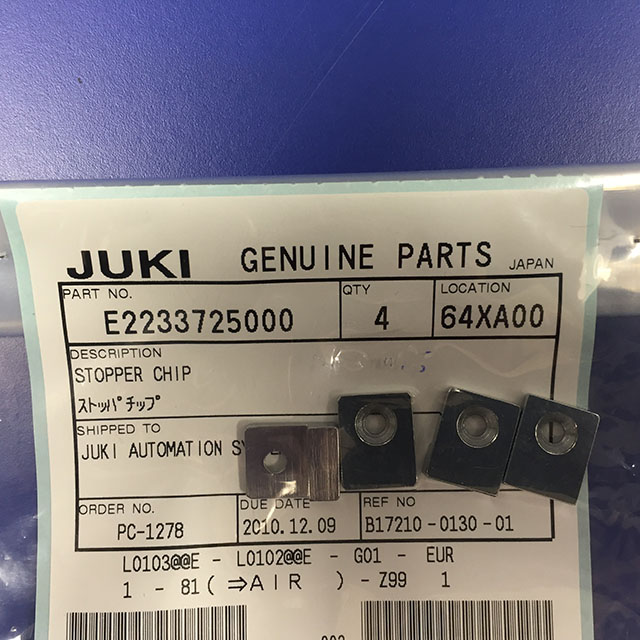 JUKI GENUINE PARTS JAPAN
PART NO. QTY LOCATION
E2233725000 4 64XA00
DESCRIPTION
STOPPER CHIP
ストッパ チップ
SHIPPED TO
JUKI AUTOMATION
ORDER NO. DUE DATE REF NO
PC-1278 2010.12.09 B17210-0130-01
L0103@@E - L0102@@E - G01 - EUR
1 - 81(⇒AIR ) - Z99 1